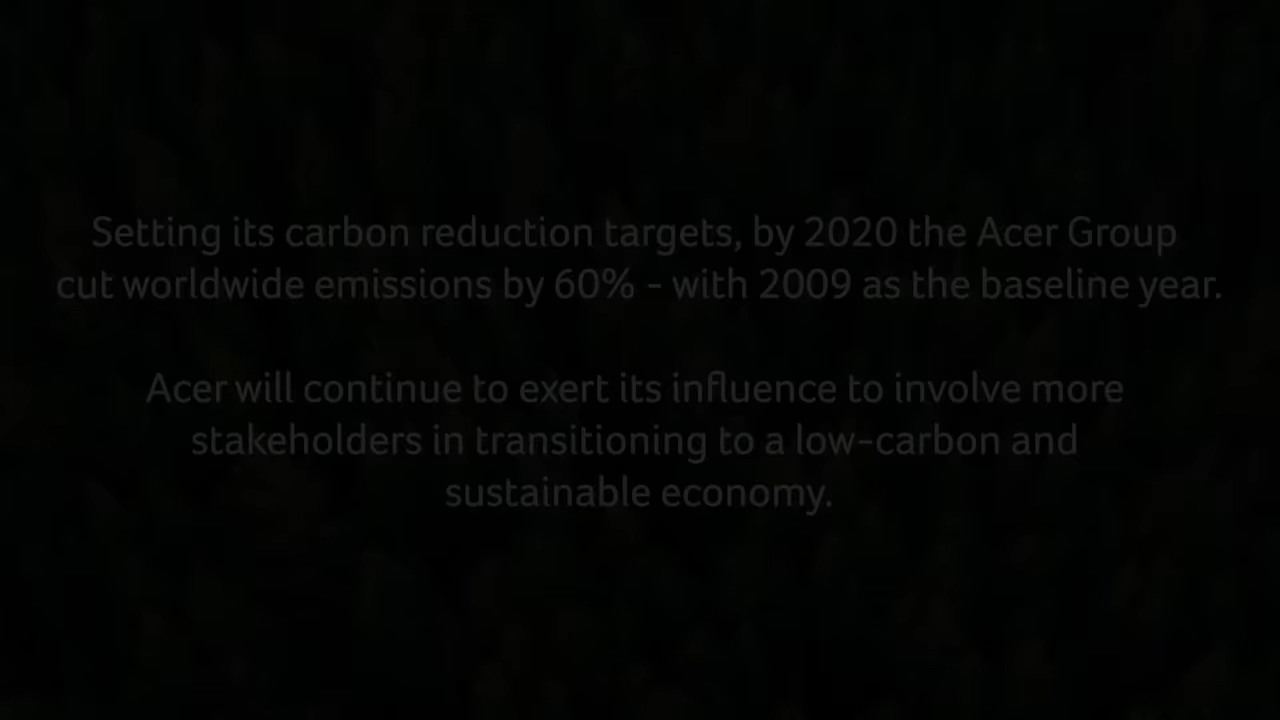 Setting its carbon reduction targets, by 2020 the Acer Group
cut worldwide emissions by 60% - with 2009 as the baseline year.
Acer will continue to exert its influence to involve more
stakeholders in transitioning to a low-carbon and
sustainable economy.